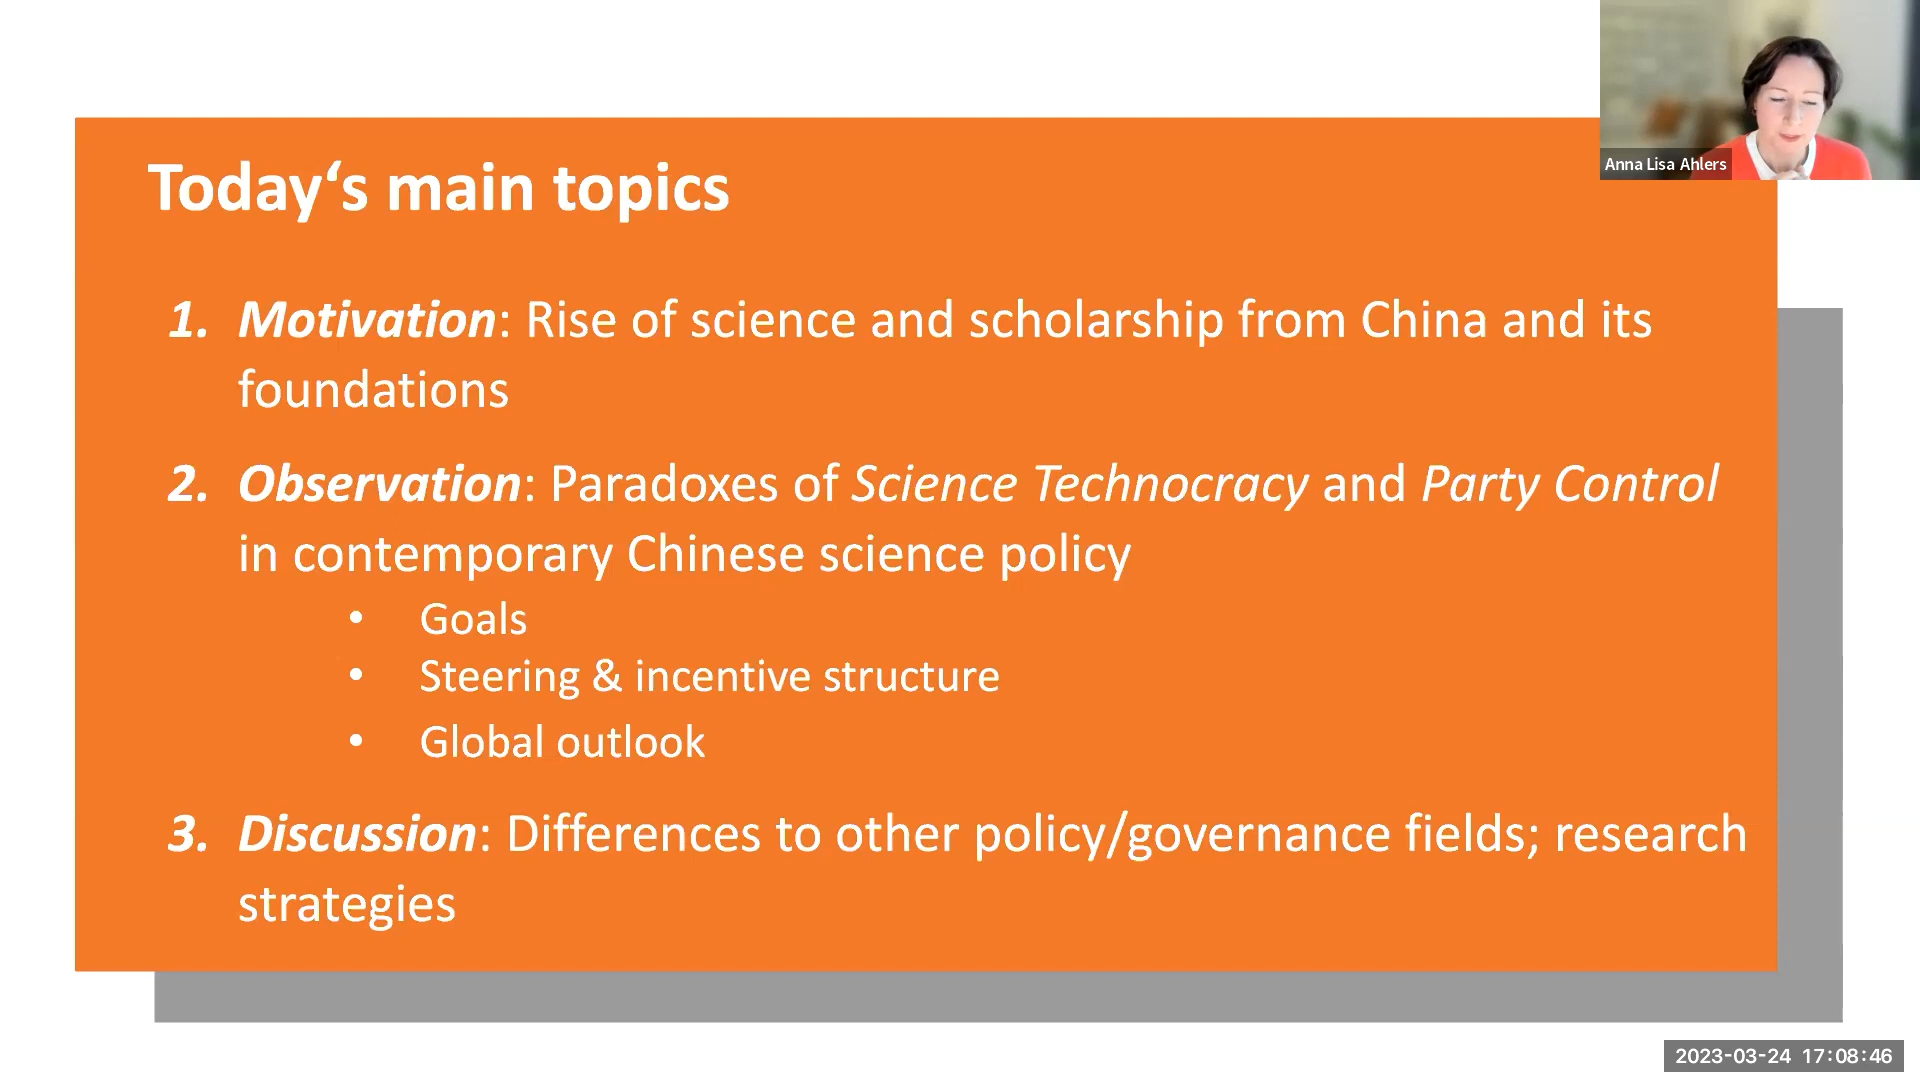 Anna Lisa Ahlers
Today‘s main topics
1. Motivation: Rise of science and scholarship from China and its
foundations
2. Observation: Paradoxes of Science Technocracy and Party Control
in contemporary Chinese science policy
• Goals
• Steering & incentive structure
• Global outlook
3. Discussion: Differences to other policy/governance fields; research
strategies
2023-03-24 17:08:46